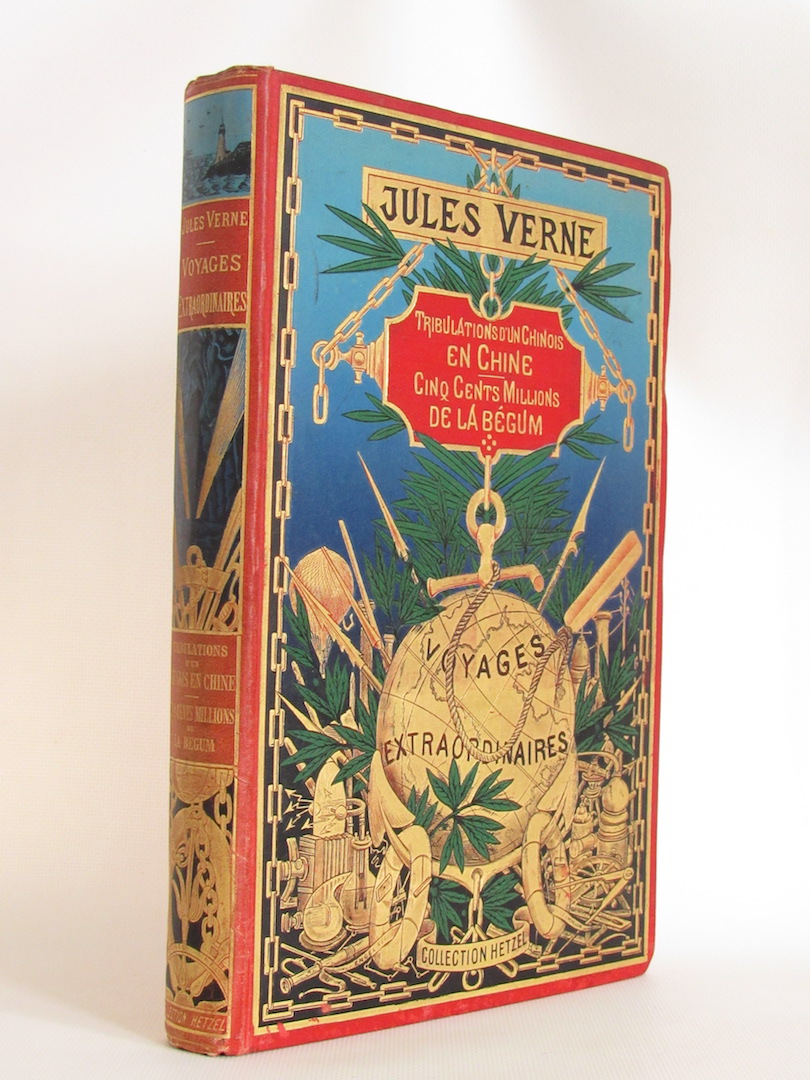 JULES VERNE
VOYAGES
EXTRAORDINAIRES
TRIBULATIONS
EN CHINE
MILLIONS
LA BÉGUM
HETZEL
JULES VERNE
TRIBULATIONS D'UN CHINOIS
EN CHINE
CINQ CENTS MILLIONS
DE LA BÉGUM
VOYAGES
EXTRAORDINAIRES
COLLECTION HETZEL